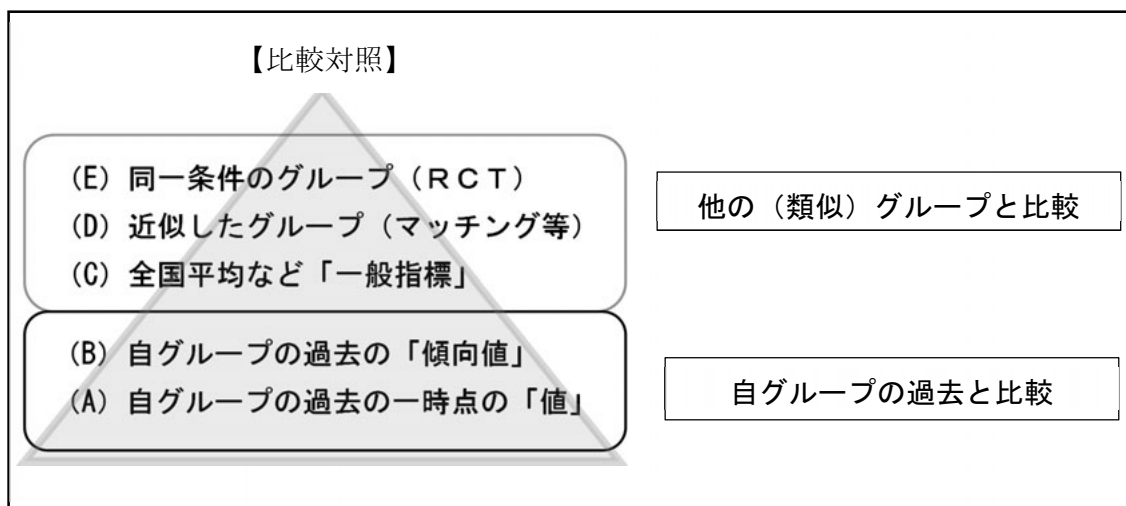 【比較対照】
(E) 同一条件のグループ（ＲＣＴ）
(D) 近似したグループ（マッチング等）
(C) 全国平均など「一般指標」
他の（類似）グループと比較
(B) 自グループの過去の「傾向値」
(A) 自グループの過去の一時点の「値」
自グループの過去と比較